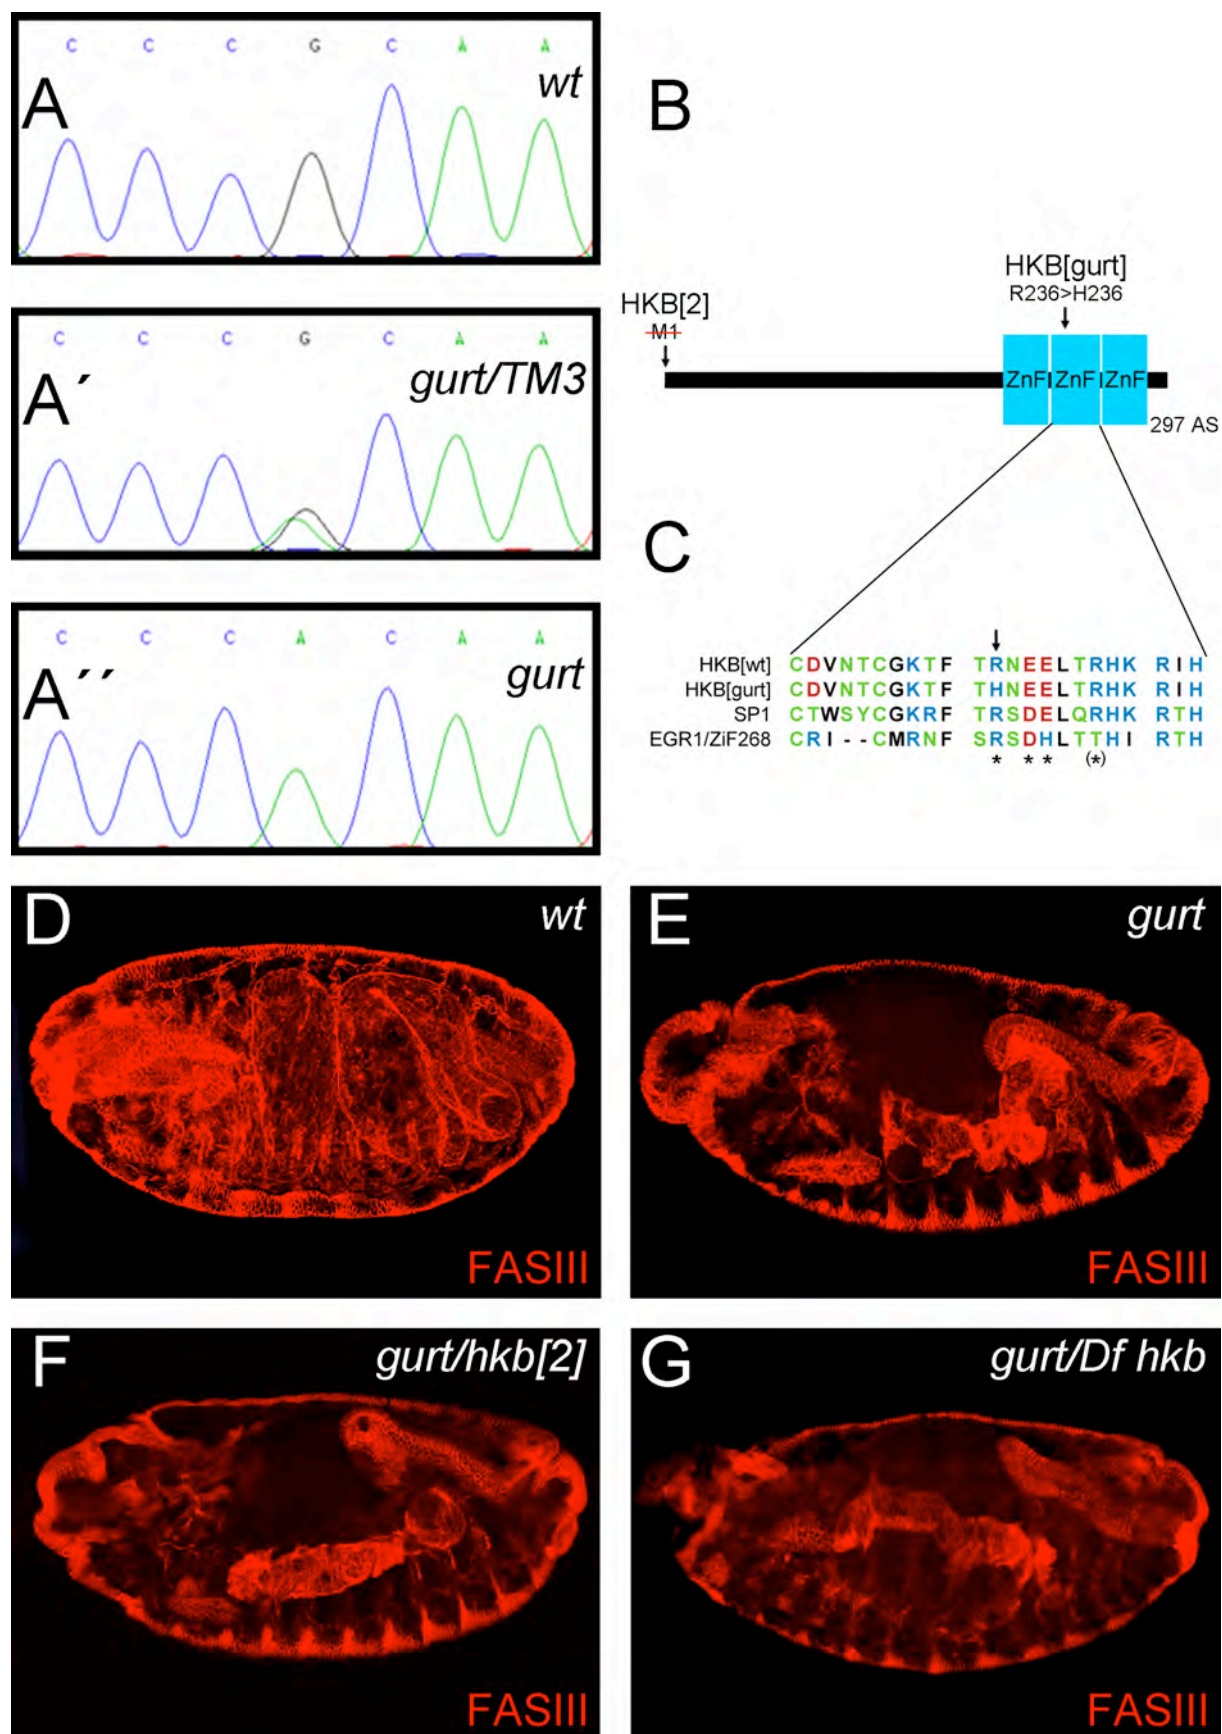 C C C G C A A
A wt
C C C G C A A
A´ gurt/TM3
C C C A C A A
A´´ gurt
B
HKB[gurt]
R236>H236
HKB[2]
M1
ZnF ZnF ZnF
297 AS
C
HKB[wt] CDVNTCGKTF TRNEELTRHK RIH
HKB[gurt] CDVNTCGKTF THNEELTRHK RIH
SP1 CTWSYCGKRF TRSDELQRHK RTH
EGR1/ZiF268 CRI--CMRNF SRSDHLTTHI RTH
* * * (*)
D wt
FASIII
E gurt
FASIII
F gurt/hkb[2]
FASIII
G gurt/Df hkb
FASIII